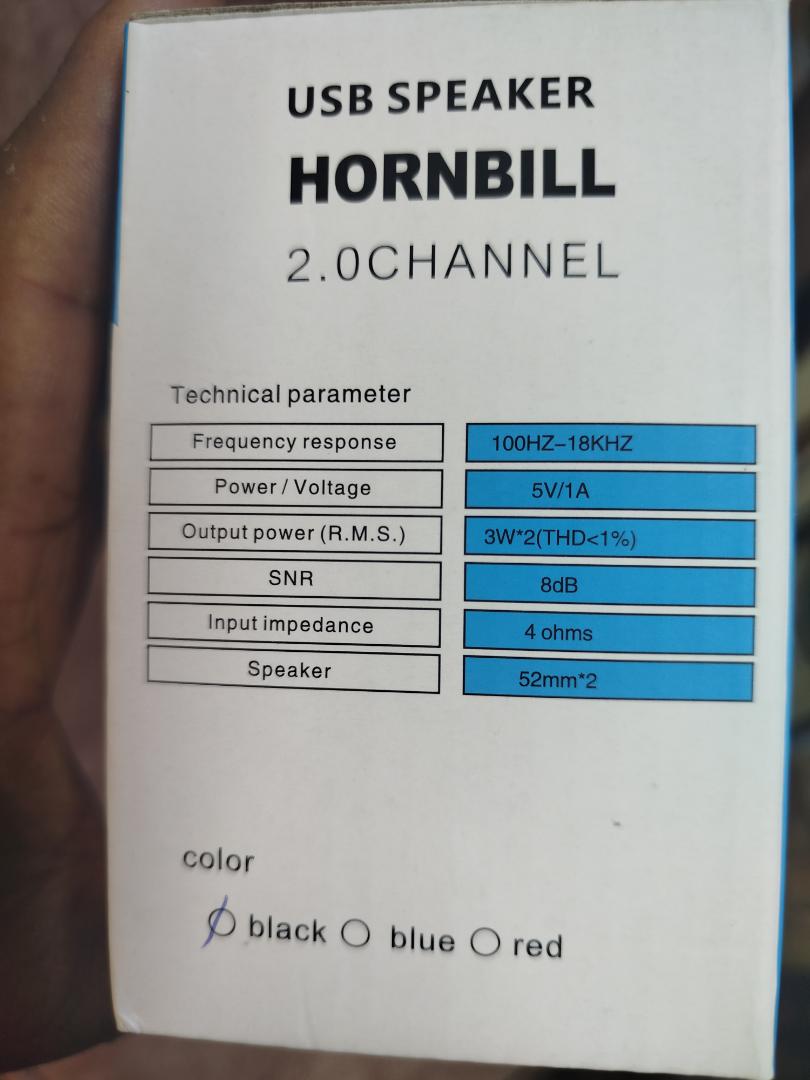 USB SPEAKER
HORNBILL
2.0CHANNEL
Technical parameter
Frequency response 100HZ–18KHZ
Power / Voltage 5V/1A
Output power (R.M.S.) 3W*2(THD<1%)
SNR 8dB
Input impedance 4 ohms
Speaker 52mm*2
color
black blue red